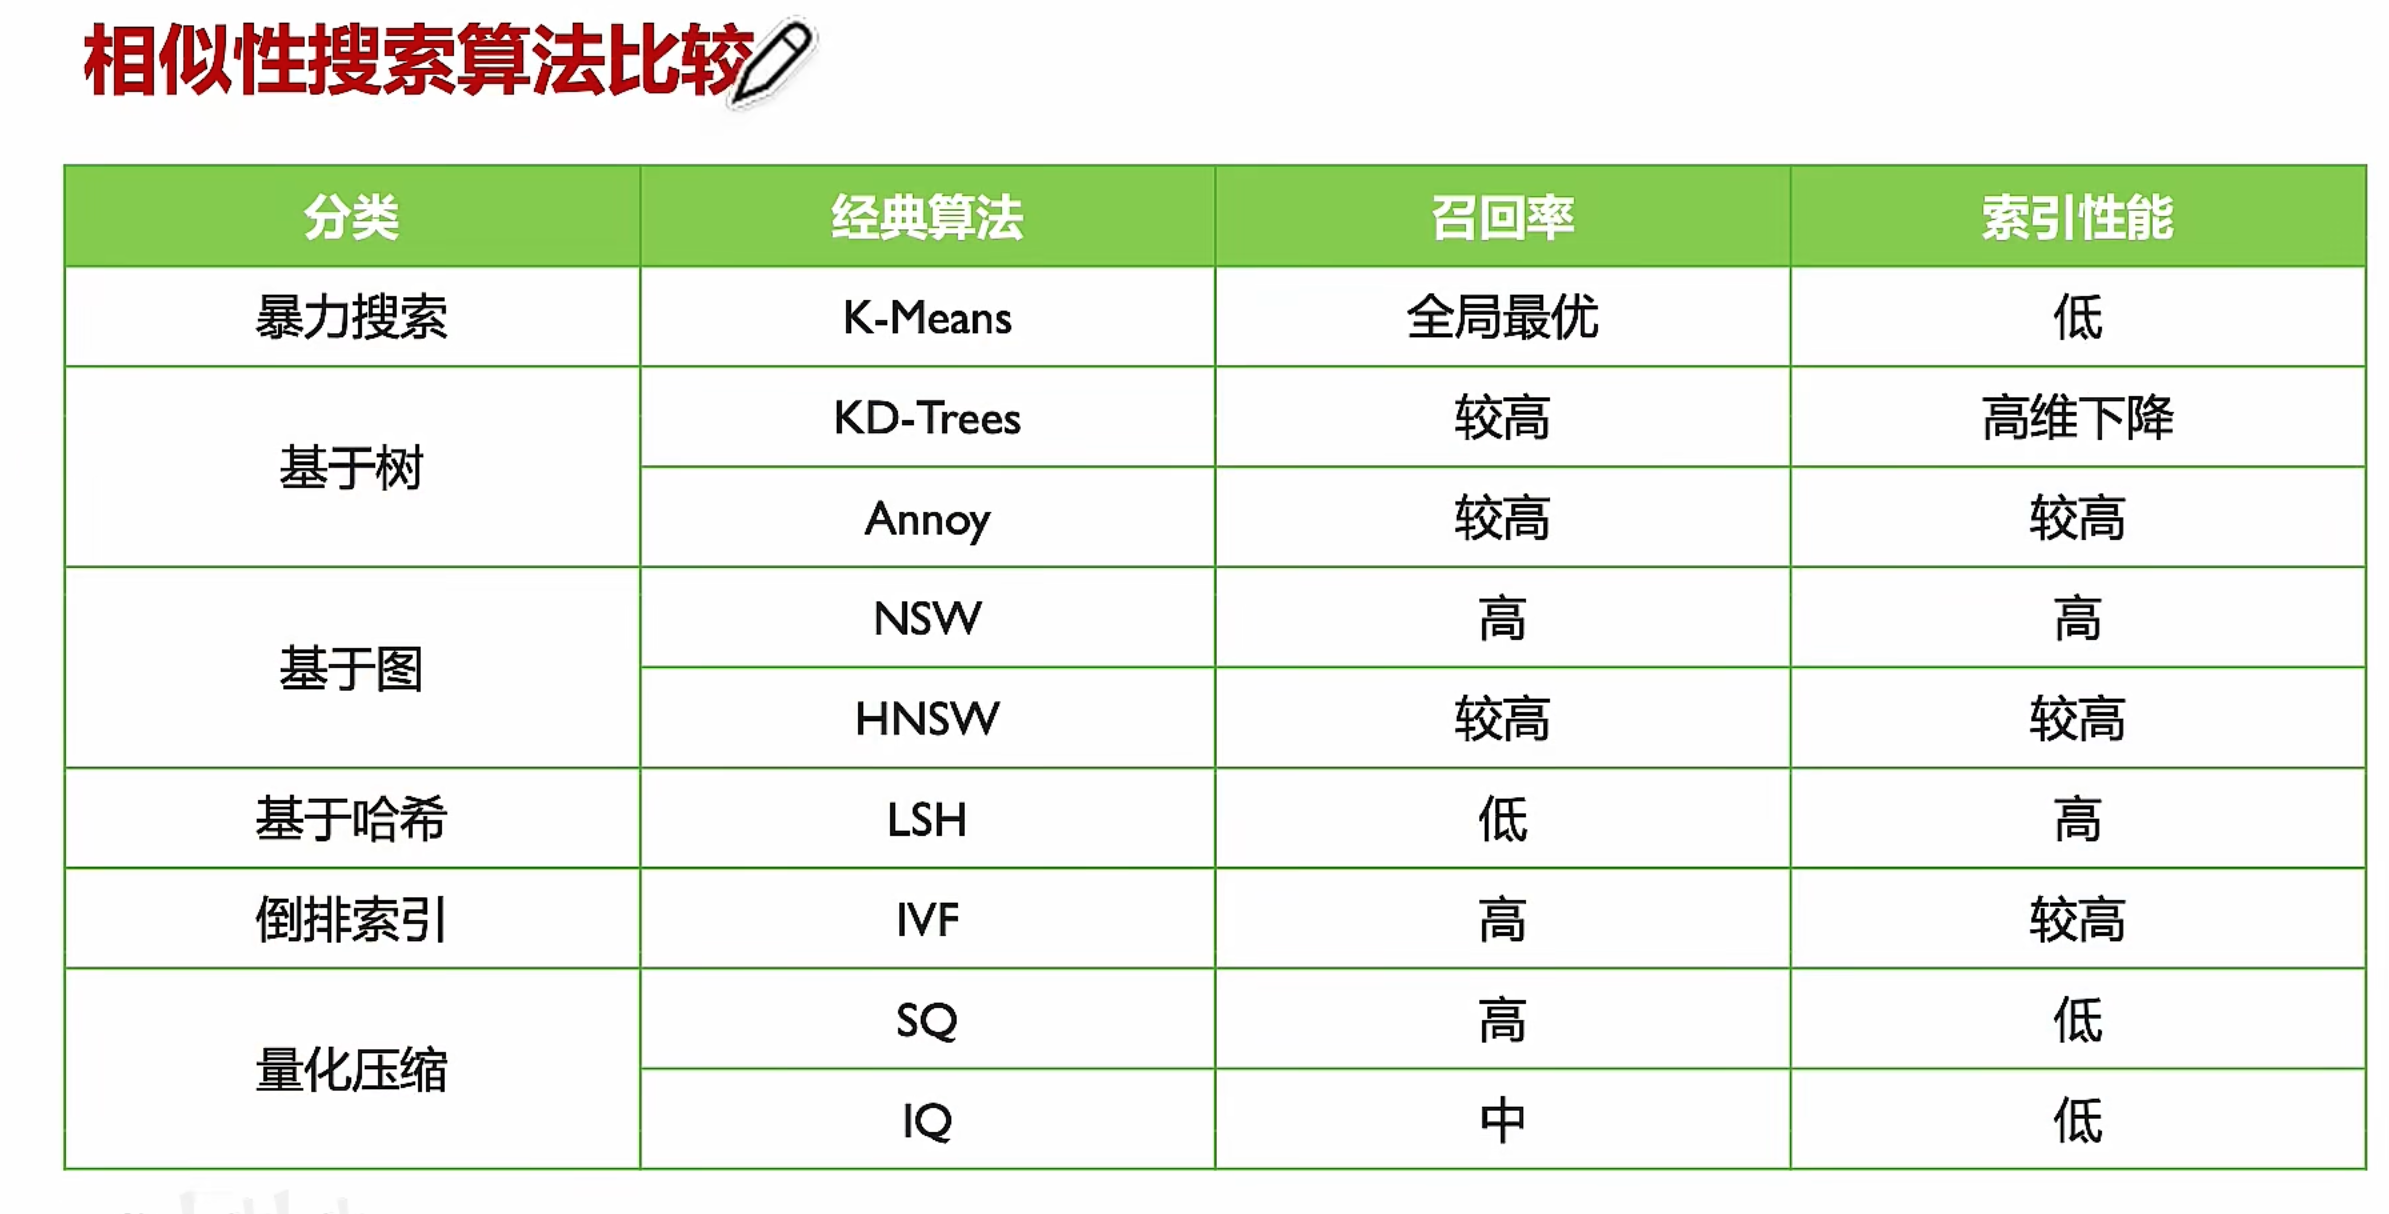 相似性搜索算法比较
分类 经典算法 召回率 索引性能
暴力搜索 K-Means 全局最优 低
基于树 KD-Trees 较高 高维下降
Annoy 较高 较高
基于图 NSW 高 高
HNSW 较高 较高
基于哈希 LSH 低 高
倒排索引 IVF 高 较高
量化压缩 SQ 高 低
IQ 中 低